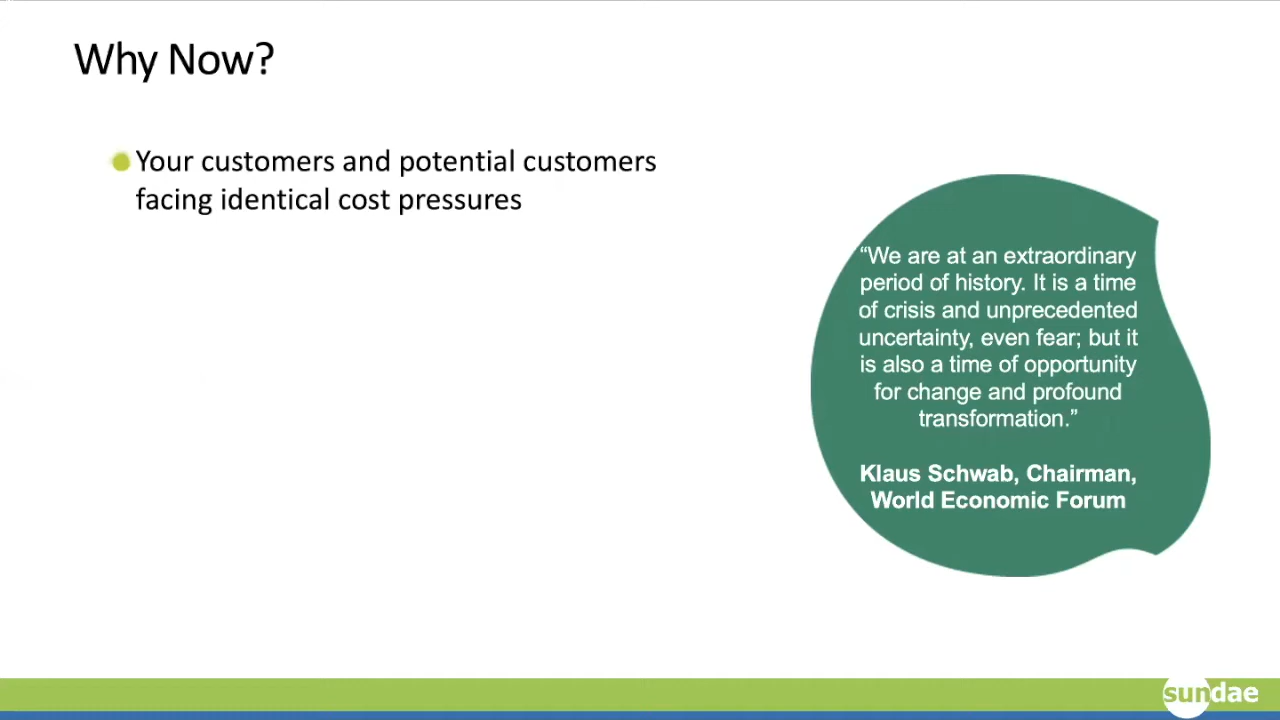 Why Now?
Your customers and potential customers
facing identical cost pressures
“We are at an extraordinary
period of history. It is a time
of crisis and unprecedented
uncertainty, even fear; but it
is also a time of opportunity
for change and profound
transformation.”
Klaus Schwab, Chairman,
World Economic Forum
sundae